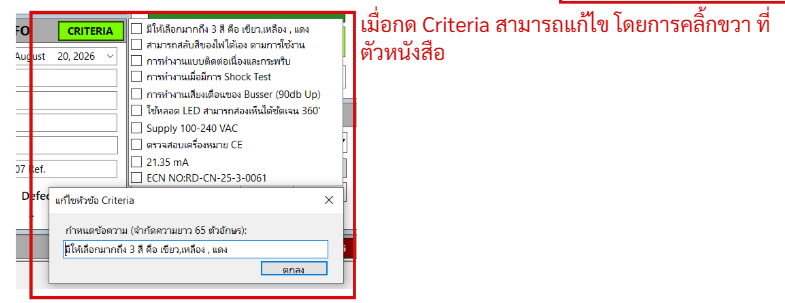 FO
CRITERIA
August 20, 2026
07 Ref.
Defec
มีให้เลือกมากถึง 3 สี คือ เขียว,เหลือง , แดง
สามารถสลับสีของไฟได้เอง ตามการใช้งาน
การทำงานแบบติดต่อเนื่องและกระพริบ
การทำงานเมื่อมีการ Shock Test
การทำงานเสียงเตือนของ Busser (90db Up)
ใช้หลอด LED สามารถส่องเห็นได้ชัดเจน 360'
Supply 100-240 VAC
ตรวจสอบเครื่องหมาย CE
21.35 mA
ECN NO:RD-CN-25-3-0061
แก้ไขหัวข้อ Criteria
กำหนดข้อความ (จำกัดความยาว 65 ตัวอักษร):
มีให้เลือกมากถึง 3 สี คือ เขียว,เหลือง , แดง
ตกลง
เมื่อกด Criteria สามารถแก้ไข โดยการคลิ้กขวา ที่
ตัวหนังสือ